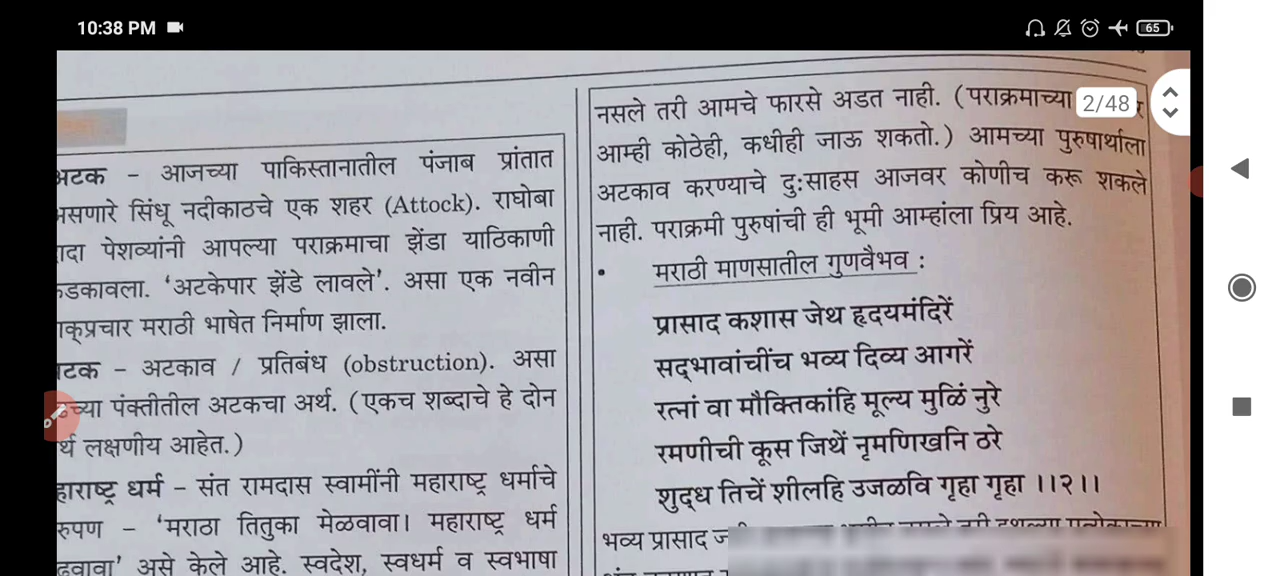 10:38 PM
65
2/48
अटक – आजच्या पाकिस्तानातील पंजाब प्रांतात
असणारे सिंधू नदीकाठचे एक शहर (Attock). राघोबा
दादा पेशव्यांनी आपल्या पराक्रमाचा झेंडा याठिकाणी
फडकावला. ‘अटकेपार झेंडे लावले’. असा एक नवीन
वाक्प्रचार मराठी भाषेत निर्माण झाला.
अटक – अटकाव / प्रतिबंध (obstruction). असा
पंक्तीतील अटकचा अर्थ. (एकच शब्दाचे हे दोन
अर्थ लक्षणीय आहेत.)
महाराष्ट्र धर्म – संत रामदास स्वामींनी महाराष्ट्र धर्माचे
– ‘मराठा तितुका मेळवावा। महाराष्ट्र धर्म
असे केले आहे. स्वदेश, स्वधर्म व स्वभाषा
नसले तरी आमचे फारसे अडत नाही. (पराक्रमाच्या
आम्ही कोठेही, कधीही जाऊ शकतो.) आमच्या पुरुषार्थाला
अटकाव करण्याचे दुःसाहस आजवर कोणीच करू शकले
नाही. पराक्रमी पुरुषांची ही भूमी आम्हांला प्रिय आहे.
• मराठी माणसातील गुणवैभव :
प्रासाद कशास जेथ हृदयमंदिरें
सद्भावांचींच भव्य दिव्य आगरें
रत्नां वा मौक्तिकांहि मूल्य मुळिं नुरे
रमणीची कूस जिथें नृमणिखनि ठरे
शुद्ध तिचें शीलहि उजळवि गृहा गृहा ।।२।।
भव्य प्रासाद